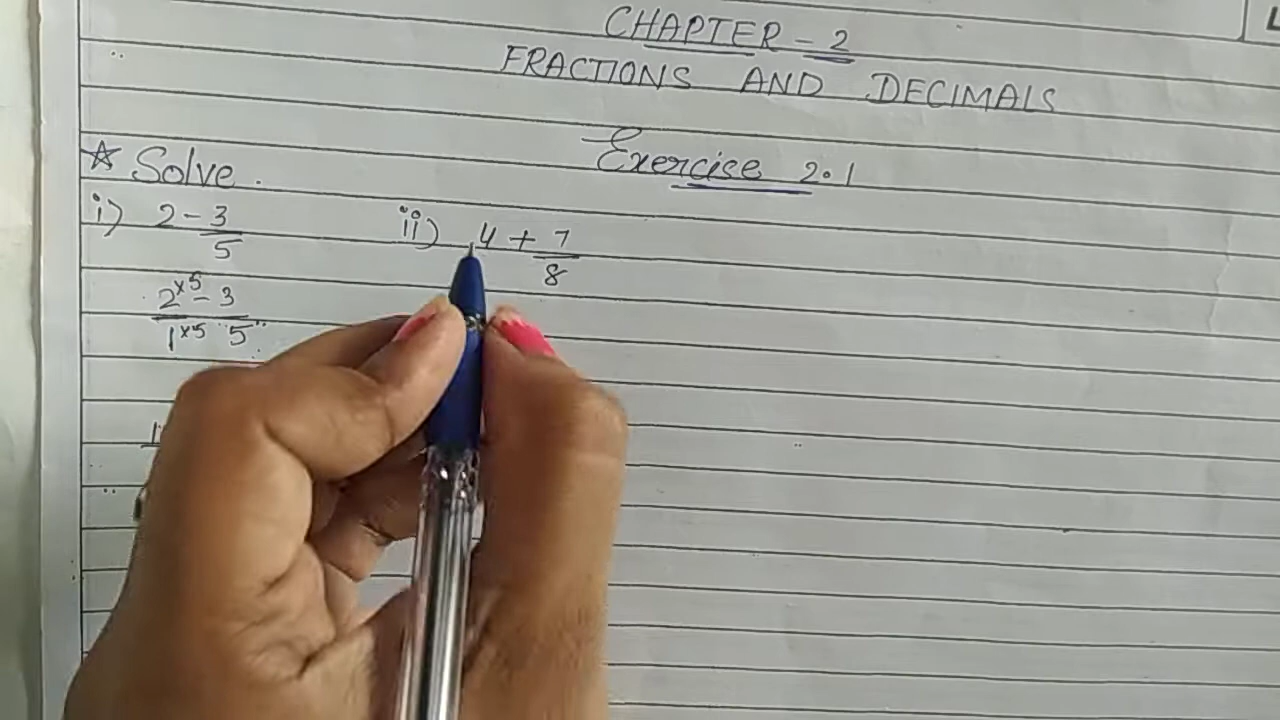 CHAPTER - 2
FRACTIONS AND DECIMALS
Exercise 2.1
☆ Solve.
i) 2 - 3/5
ii) 4 + 7/8
2×5/1×5 - 3/5
1